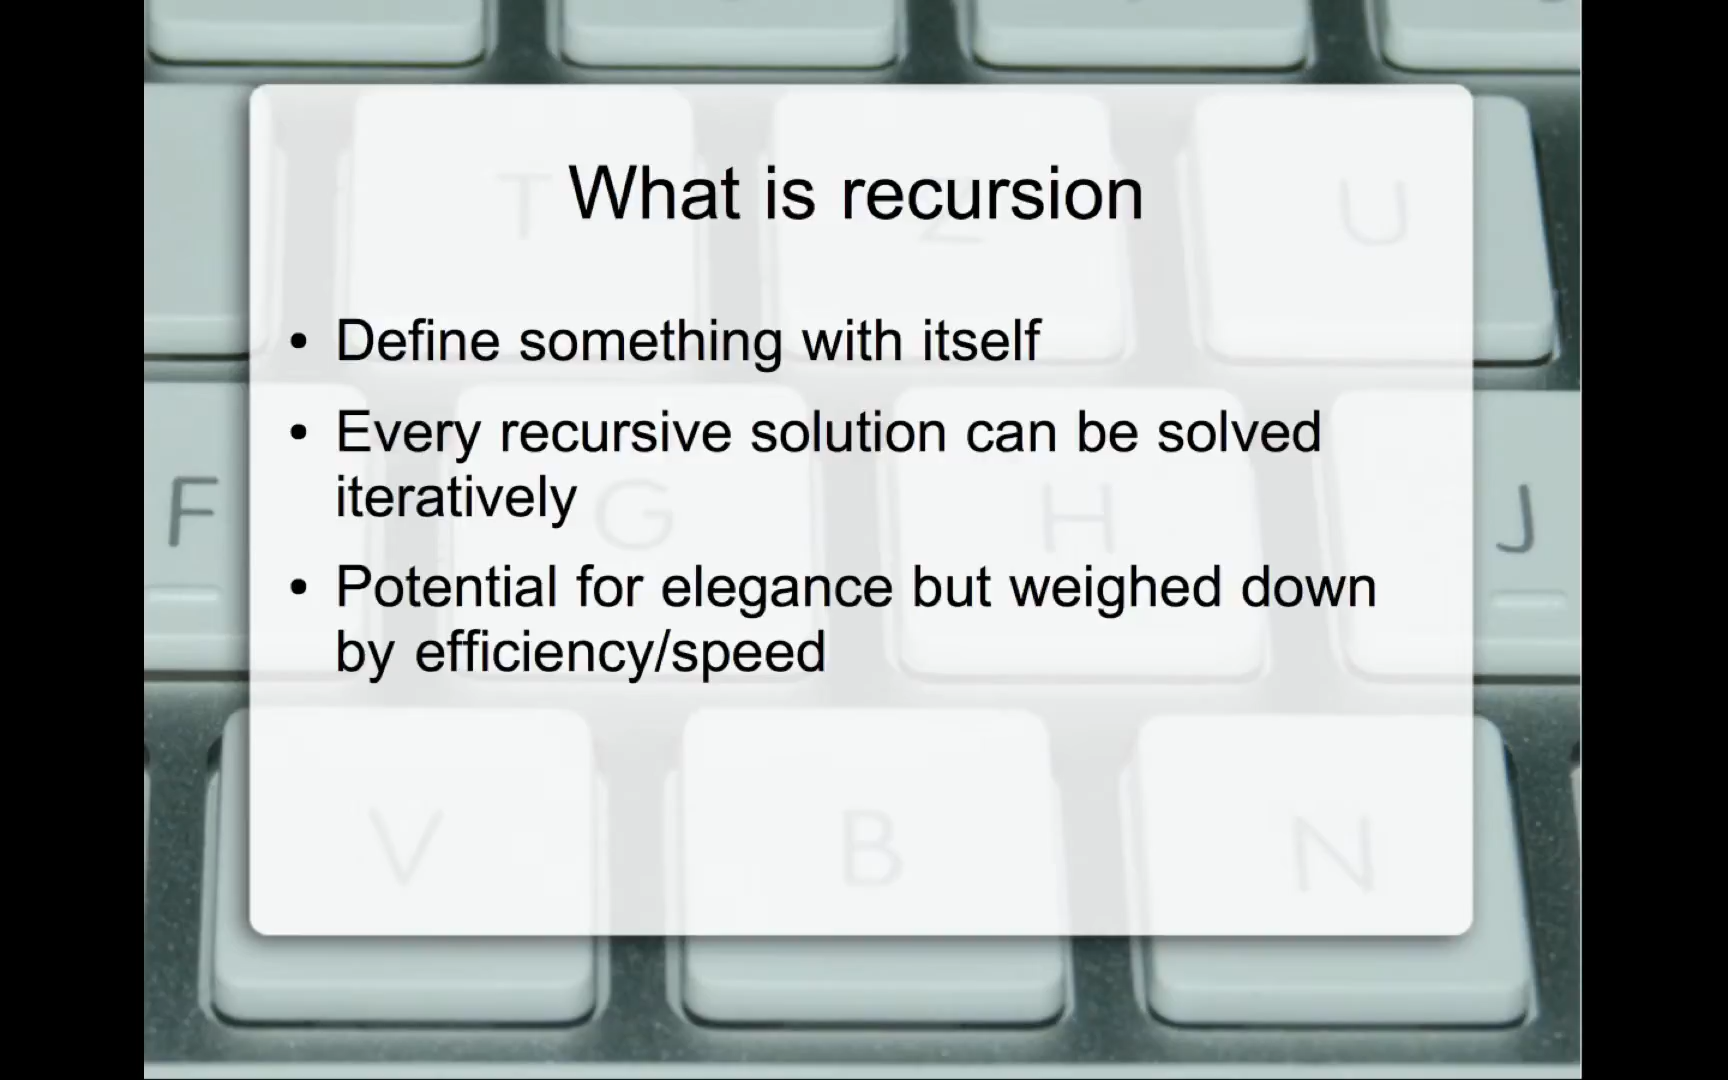 What is recursion
• Define something with itself
• Every recursive solution can be solved
iteratively
• Potential for elegance but weighed down
by efficiency/speed
T Z U
F G H J
V B N